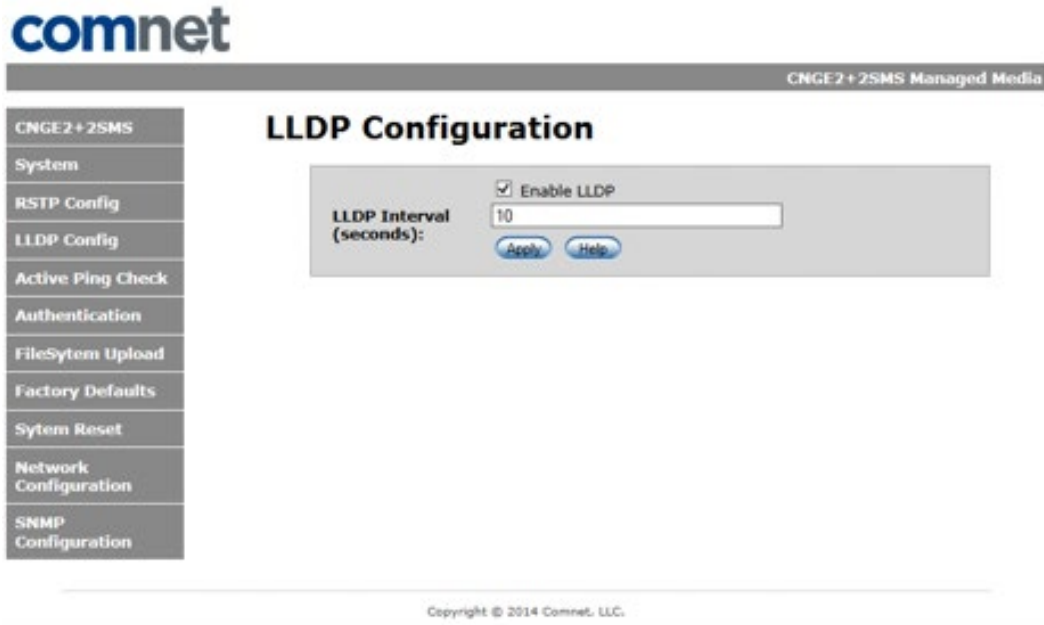 comnet
CNGE2+2SMS Managed Media
CNGE2+2SMS
System
RSTP Config
LLDP Config
Active Ping Check
Authentication
FileSytem Upload
Factory Defaults
Sytem Reset
Network
Configuration
SNMP
Configuration
LLDP Configuration
Enable LLDP
LLDP Interval
(seconds):
10
Apply Help
Copyright © 2014 Comnet, LLC.